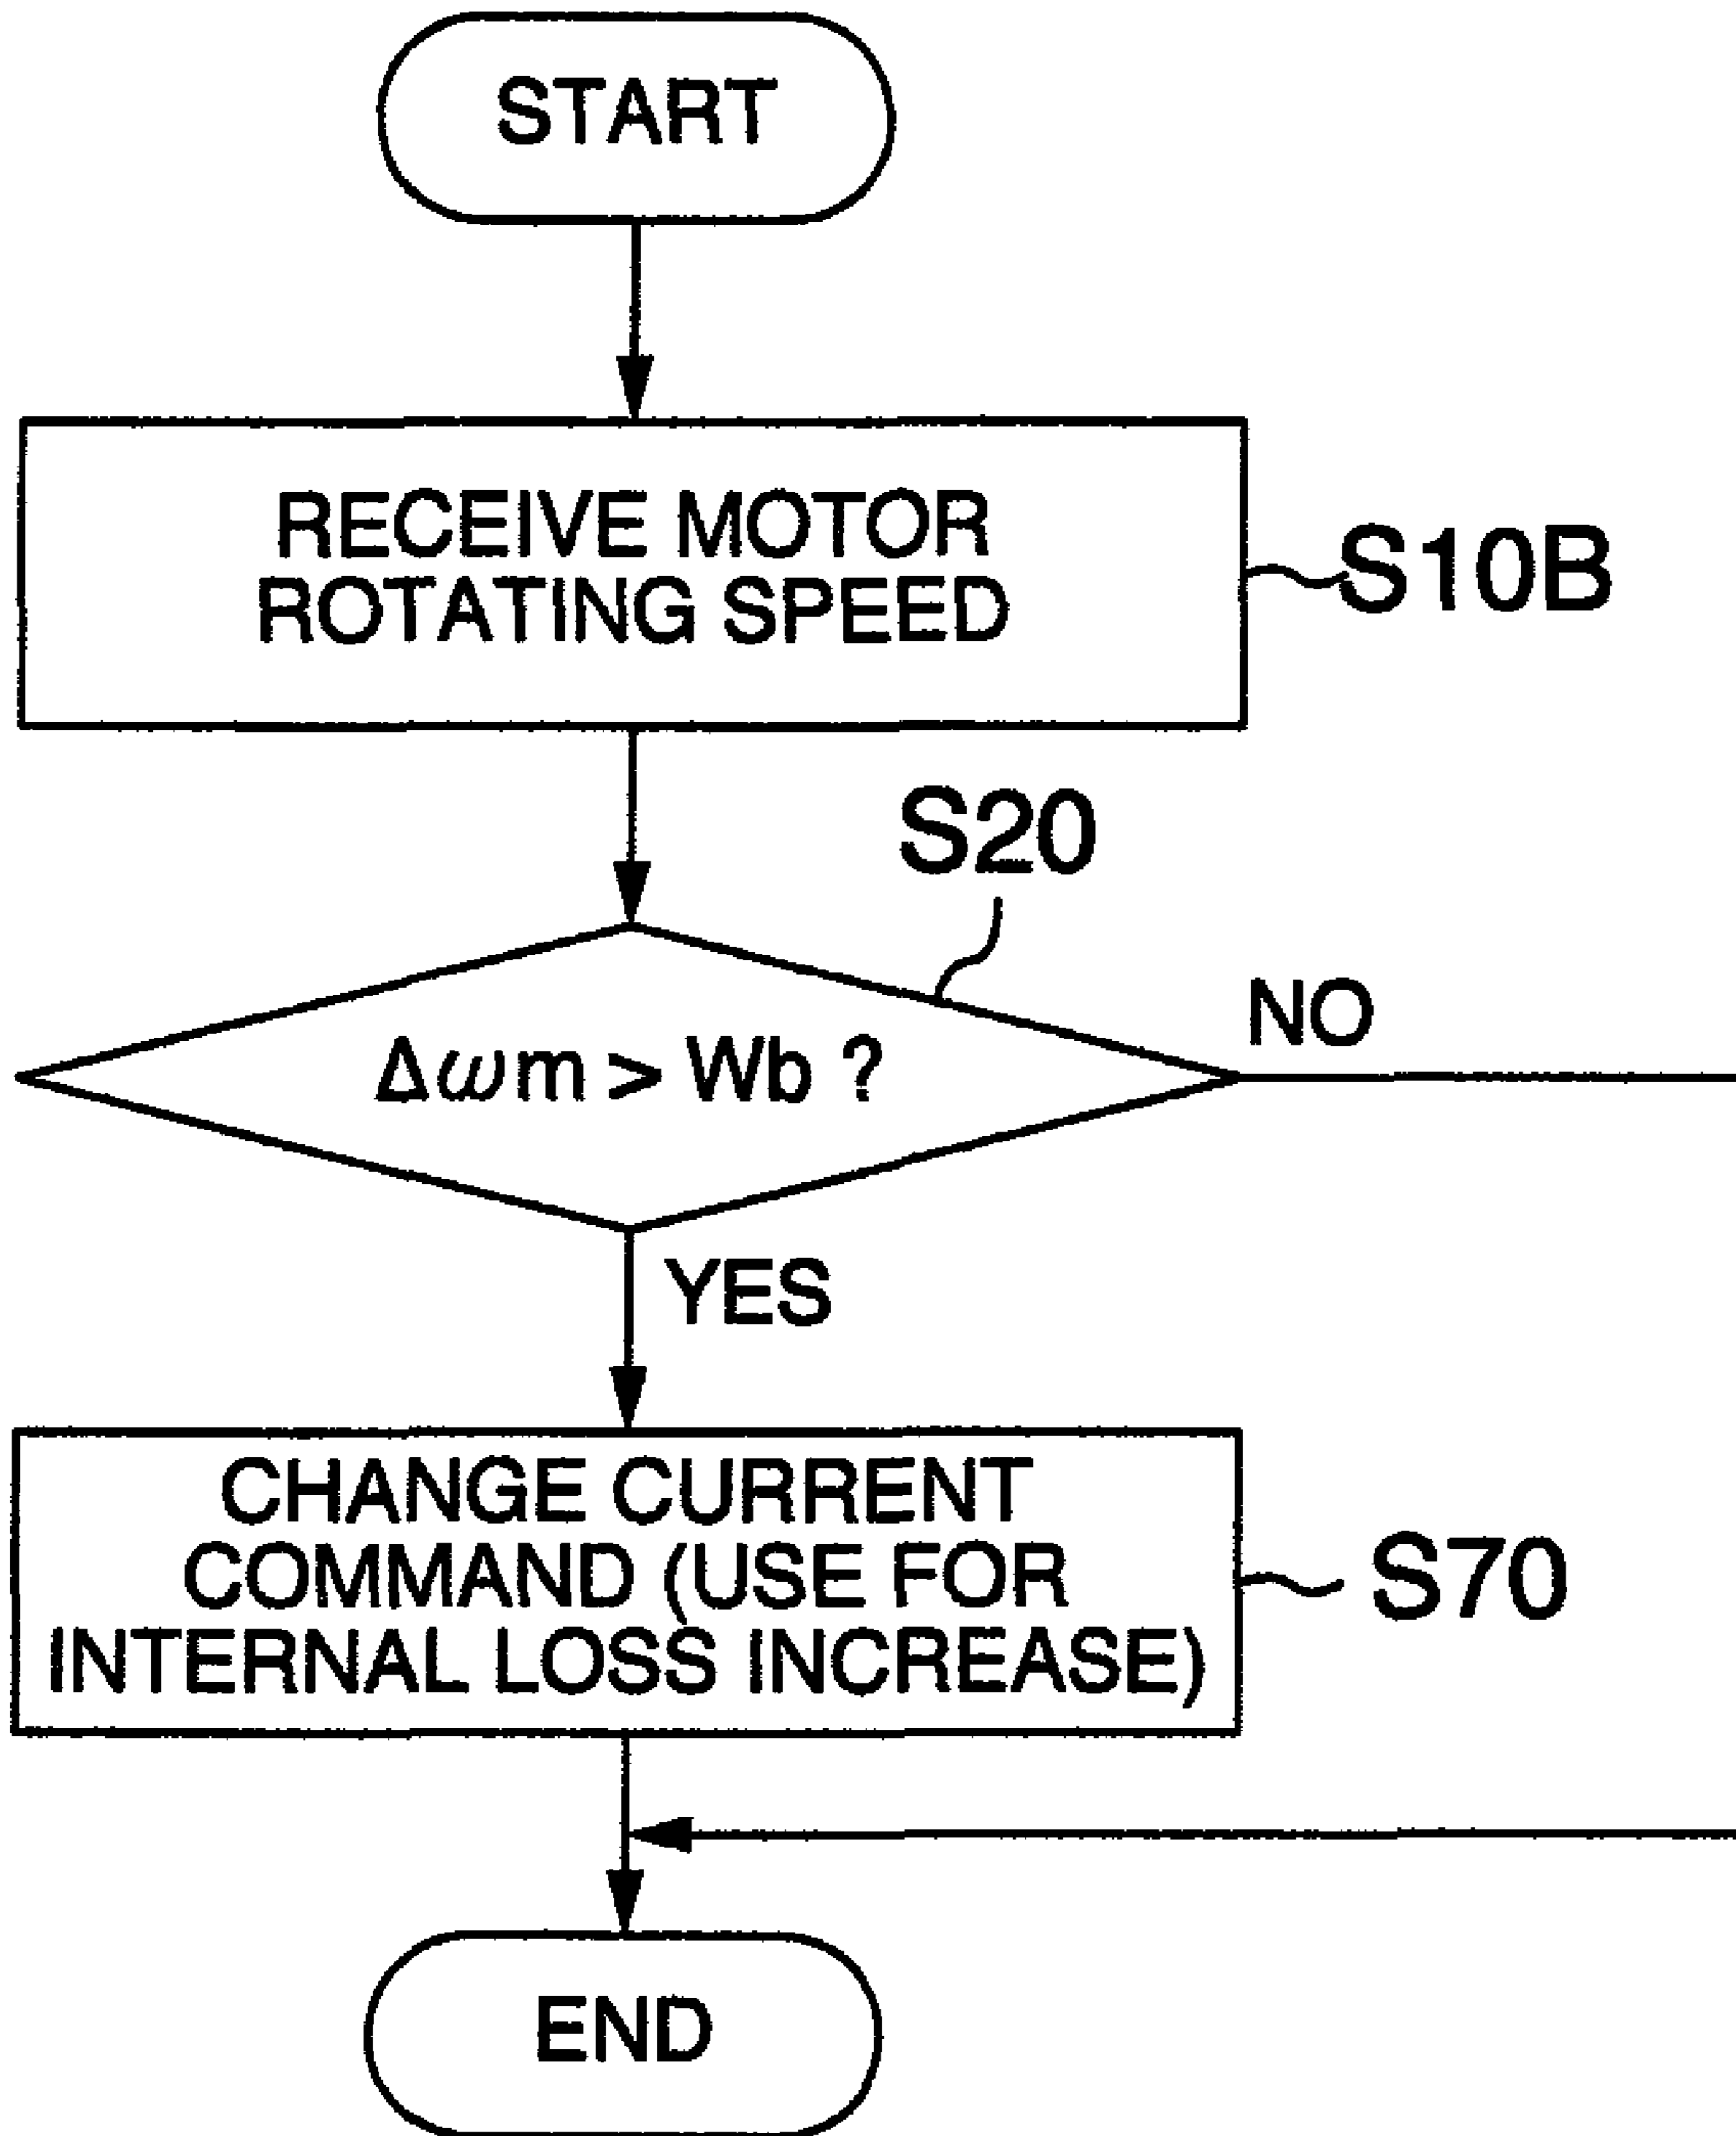 START
RECEIVE MOTOR
ROTATING SPEED
S10B
S20
Δωm > Wb ?
NO
YES
CHANGE CURRENT
COMMAND (USE FOR
INTERNAL LOSS INCREASE)
S70
END